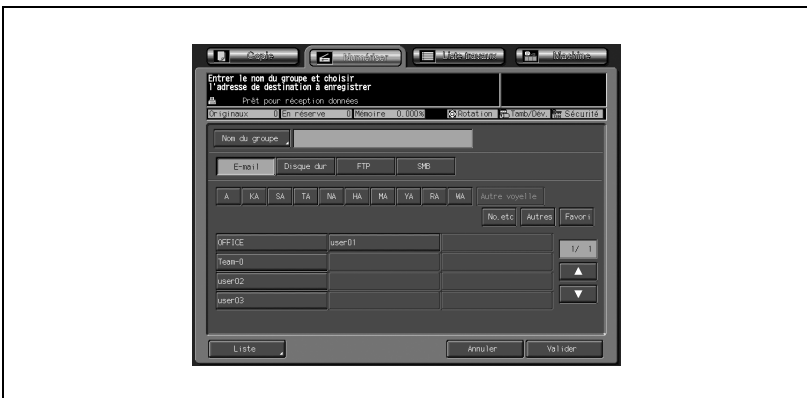 Copie Numériser Liste travaux Machine
Entrer le nom du groupe et choisir
l'adresse de destination à enregistrer
Prêt pour réception données
Originaux 0 En réserve 0 Mémoire 0.000% Rotation Tamb/Dév. Sécurité
Nom du groupe
E-mail Disque dur FTP SMB
A KA SA TA NA HA MA YA RA WA Autre voyelle
No.etc Autres Favori
OFFICE user01 1/ 1
Team-0
user02
user03
Liste Annuler Valider